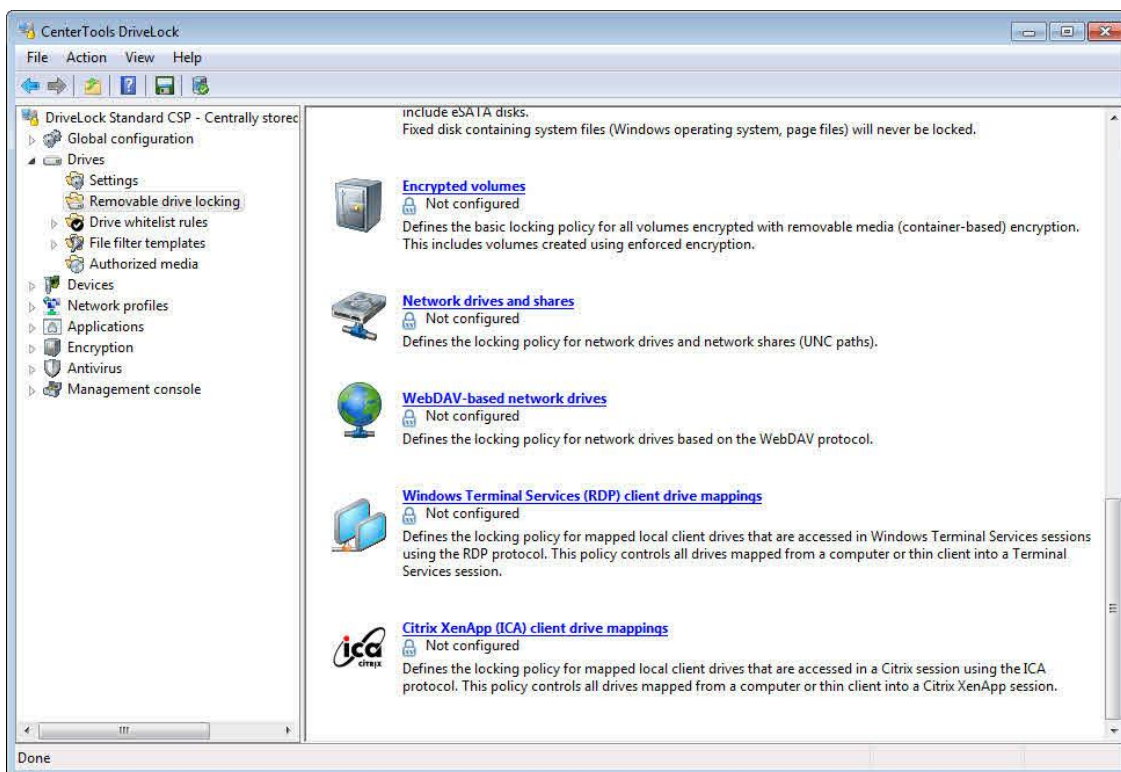 CenterTools DriveLock
File Action View Help
DriveLock Standard CSP - Centrally storec
Global configuration
Drives
Settings
Removable drive locking
Drive whitelist rules
File filter templates
Authorized media
Devices
Network profiles
Applications
Encryption
Antivirus
Management console
include eSATA disks.
Fixed disk containing system files (Windows operating system, page files) will never be locked.
Encrypted volumes
Not configured
Defines the basic locking policy for all volumes encrypted with removable media (container-based) encryption.
This includes volumes created using enforced encryption.
Network drives and shares
Not configured
Defines the locking policy for network drives and network shares (UNC paths).
WebDAV-based network drives
Not configured
Defines the locking policy for network drives based on the WebDAV protocol.
Windows Terminal Services (RDP) client drive mappings
Not configured
Defines the locking policy for mapped local client drives that are accessed in Windows Terminal Services sessions
using the RDP protocol. This policy controls all drives mapped from a computer or thin client into a Terminal
Services session.
ica
citrix
Citrix XenApp (ICA) client drive mappings
Not configured
Defines the locking policy for mapped local client drives that are accessed in a Citrix session using the ICA
protocol. This policy controls all drives mapped from a computer or thin client into a Citrix XenApp session.
Done